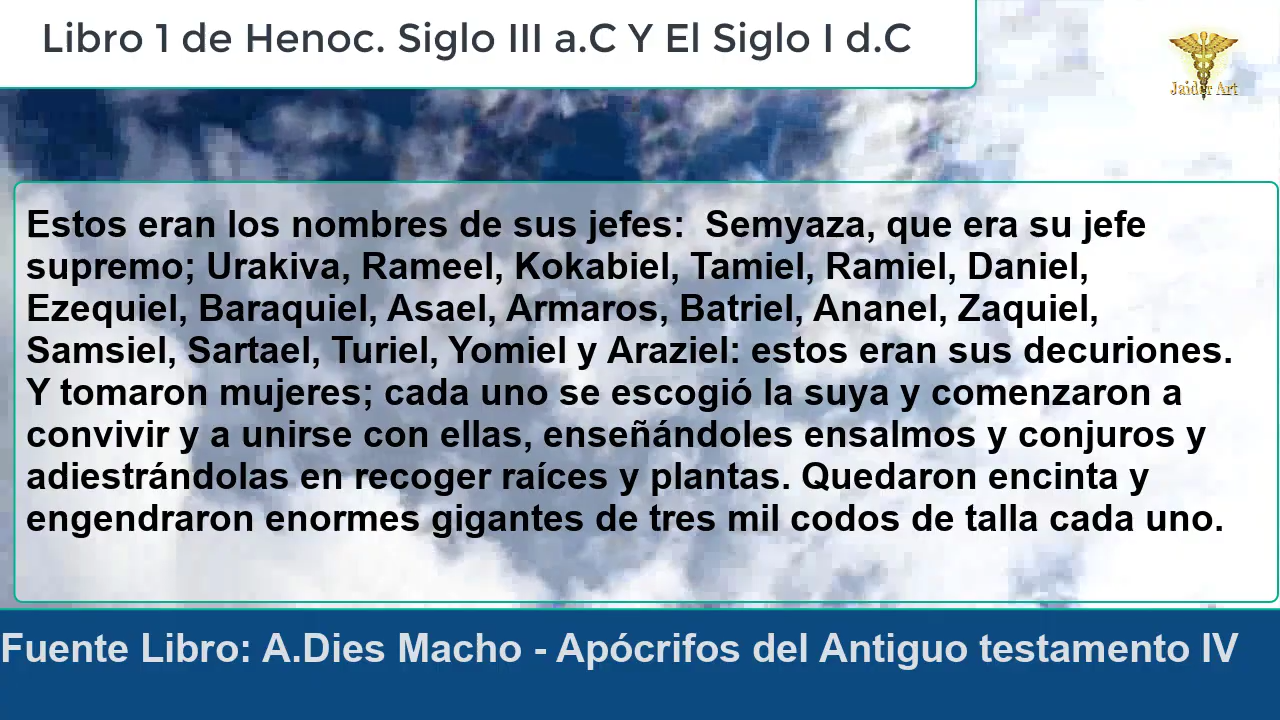 Libro 1 de Henoc. Siglo III a.C Y El Siglo I d.C
Jaider Art
Estos eran los nombres de sus jefes:  Semyaza, que era su jefe
supremo; Urakiva, Rameel, Kokabiel, Tamiel, Ramiel, Daniel,
Ezequiel, Baraquiel, Asael, Armaros, Batriel, Ananel, Zaquiel,
Samsiel, Sartael, Turiel, Yomiel y Araziel: estos eran sus decuriones.
Y tomaron mujeres; cada uno se escogió la suya y comenzaron a
convivir y a unirse con ellas, enseñándoles ensalmos y conjuros y
adiestrándolas en recoger raíces y plantas. Quedaron encinta y
engendraron enormes gigantes de tres mil codos de talla cada uno.
Fuente Libro: A.Dies Macho - Apócrifos del Antiguo testamento IV